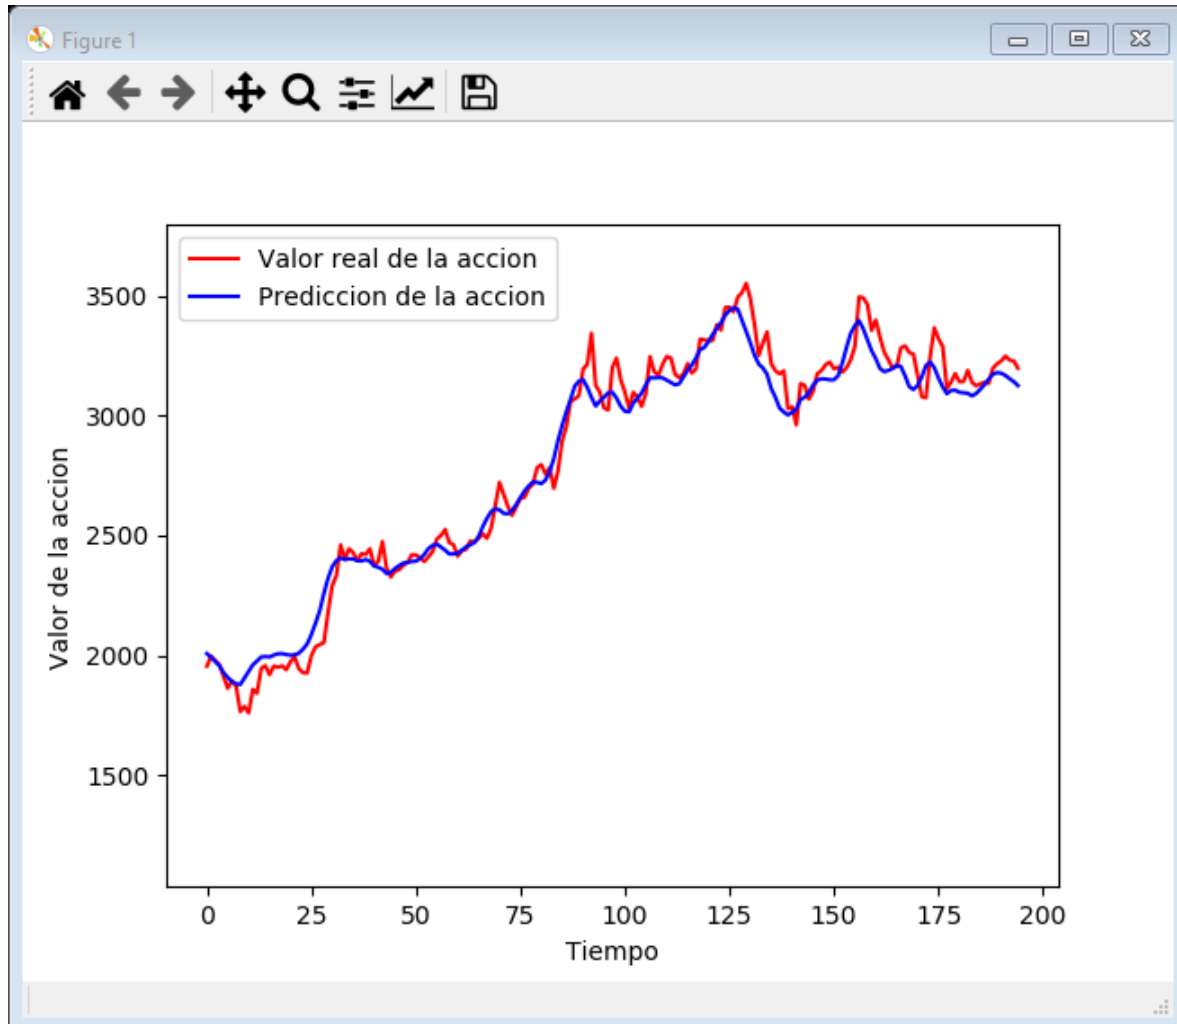 Figure 1
Valor real de la accion
Prediccion de la accion
3500
3000
2500
2000
1500
Valor de la accion
0 25 50 75 100 125 150 175 200
Tiempo